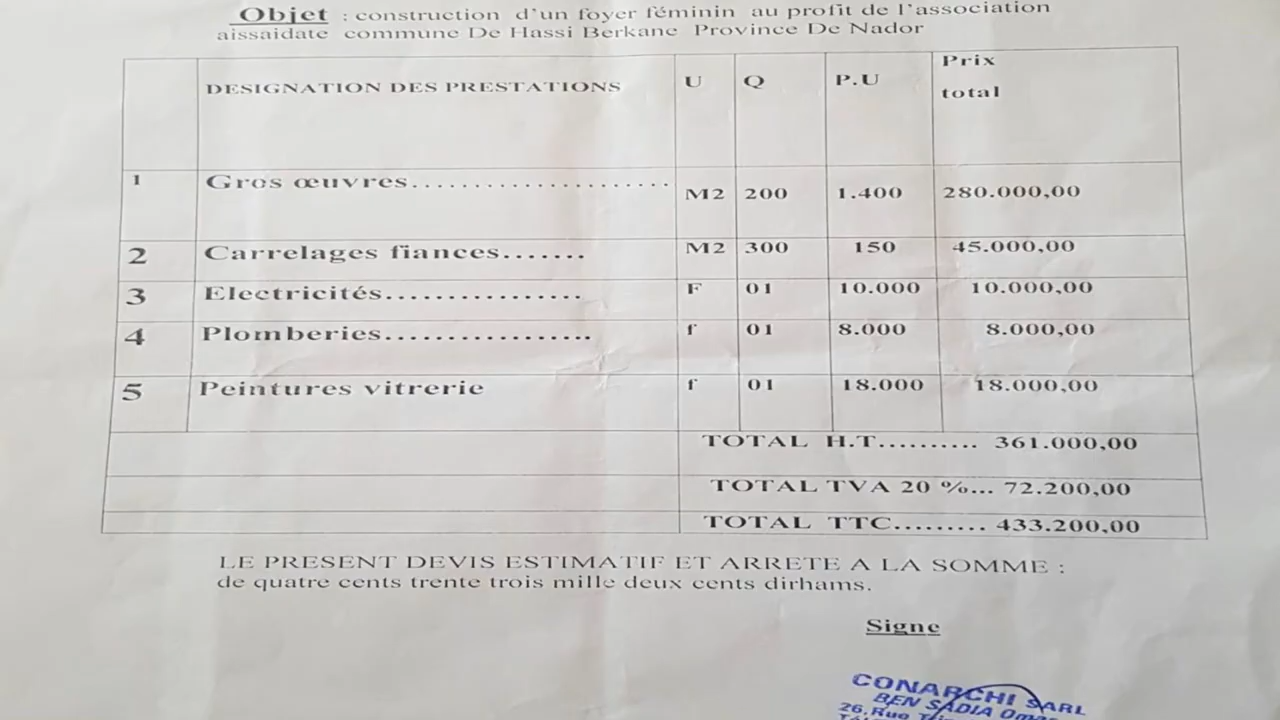 Objet : construction d'un foyer féminin au profit de l'association
aissaidate commune De Hassi Berkane Province De Nador
DESIGNATION DES PRESTATIONS U Q P.U Prix total
1 Gros œuvres...................... M2 200 1.400 280.000,00
2 Carrelages fiances....... M2 300 150 45.000,00
3 Electricités................ F 01 10.000 10.000,00
4 Plomberies................. f 01 8.000 8.000,00
5 Peintures vitrerie f 01 18.000 18.000,00
TOTAL H.T.......... 361.000,00
TOTAL TVA 20 %... 72.200,00
TOTAL TTC......... 433.200,00
LE PRESENT DEVIS ESTIMATIF ET ARRETE A LA SOMME :
de quatre cents trente trois mille deux cents dirhams.
Signe
CONARCHI SARL
BEN SADIA
26, Rue